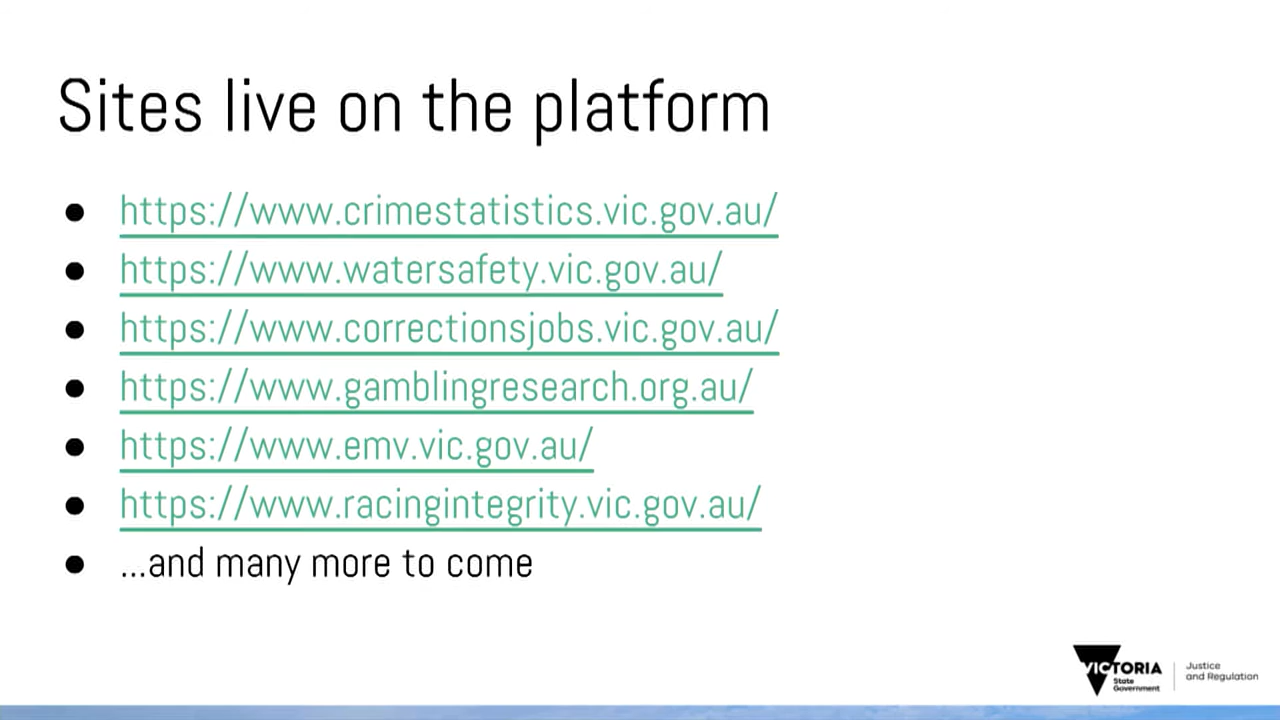 Sites live on the platform
● https://www.crimestatistics.vic.gov.au/
● https://www.watersafety.vic.gov.au/
● https://www.correctionsjobs.vic.gov.au/
● https://www.gamblingresearch.org.au/
● https://www.emv.vic.gov.au/
● https://www.racingintegrity.vic.gov.au/
● ...and many more to come
VICTORIA
State
Government
Justice
and Regulation